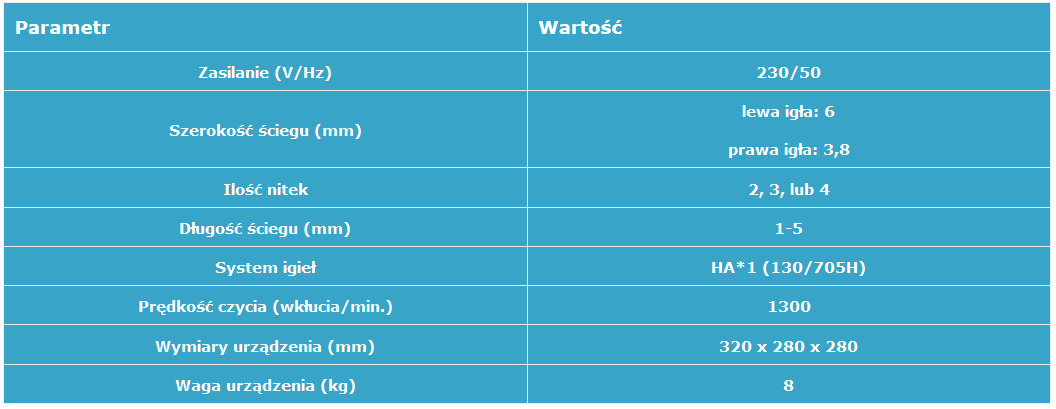 Parametr Wartość
Zasilanie (V/Hz) 230/50
Szerokość ściegu (mm) lewa igła: 6
prawa igła: 3,8
Ilość nitek 2, 3, lub 4
Długość ściegu (mm) 1-5
System igieł HA*1 (130/705H)
Prędkość czycia (wkłucia/min.) 1300
Wymiary urządzenia (mm) 320 x 280 x 280
Waga urządzenia (kg) 8